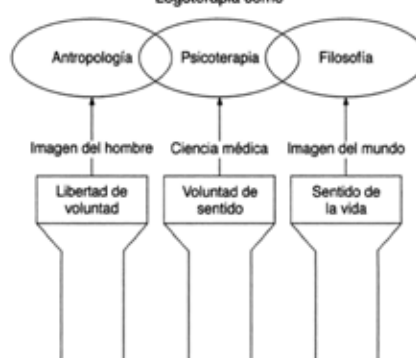 Logoterapia como
Antropología Psicoterapia Filosofía
Imagen del hombre Ciencia médica Imagen del mundo
Libertad de Voluntad de Sentido de
voluntad sentido la vida